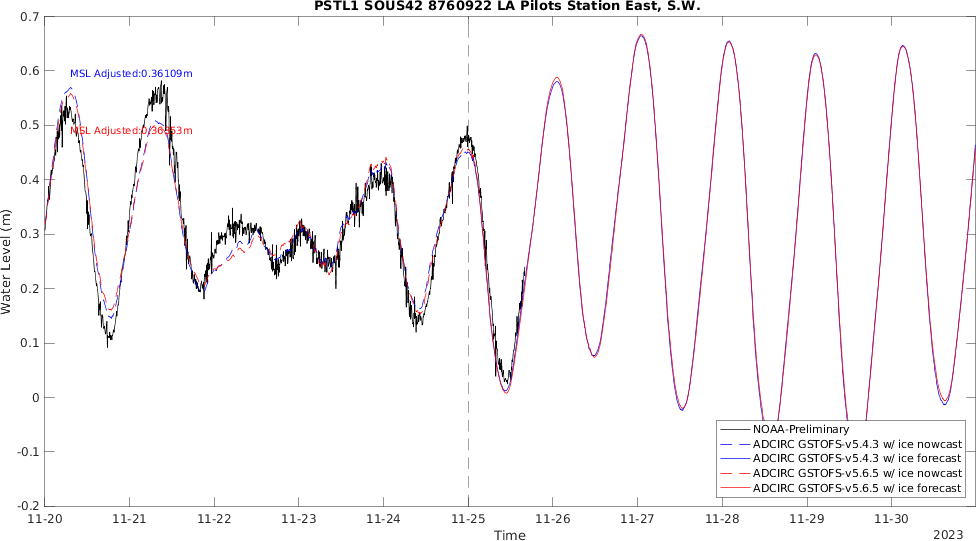 PSTL1 SOUS42 8760922 LA Pilots Station East, S.W.
0.7
0.6
0.5
0.4
0.3
0.2
0.1
0
-0.1
-0.2
Water Level (m)
MSL Adjusted:0.36109m
MSL Adjusted:
11-20
11-21
11-22
11-23
11-24
11-25
11-26
11-27
11-28
11-29
11-30
Time
2023
NOAA-Preliminary
ADCIRC GSTOFS-v5.4.3 w/ ice nowcast
ADCIRC GSTOFS-v5.4.3 w/ ice forecast
ADCIRC GSTOFS-v5.6.5 w/ ice nowcast
ADCIRC GSTOFS-v5.6.5 w/ ice forecast